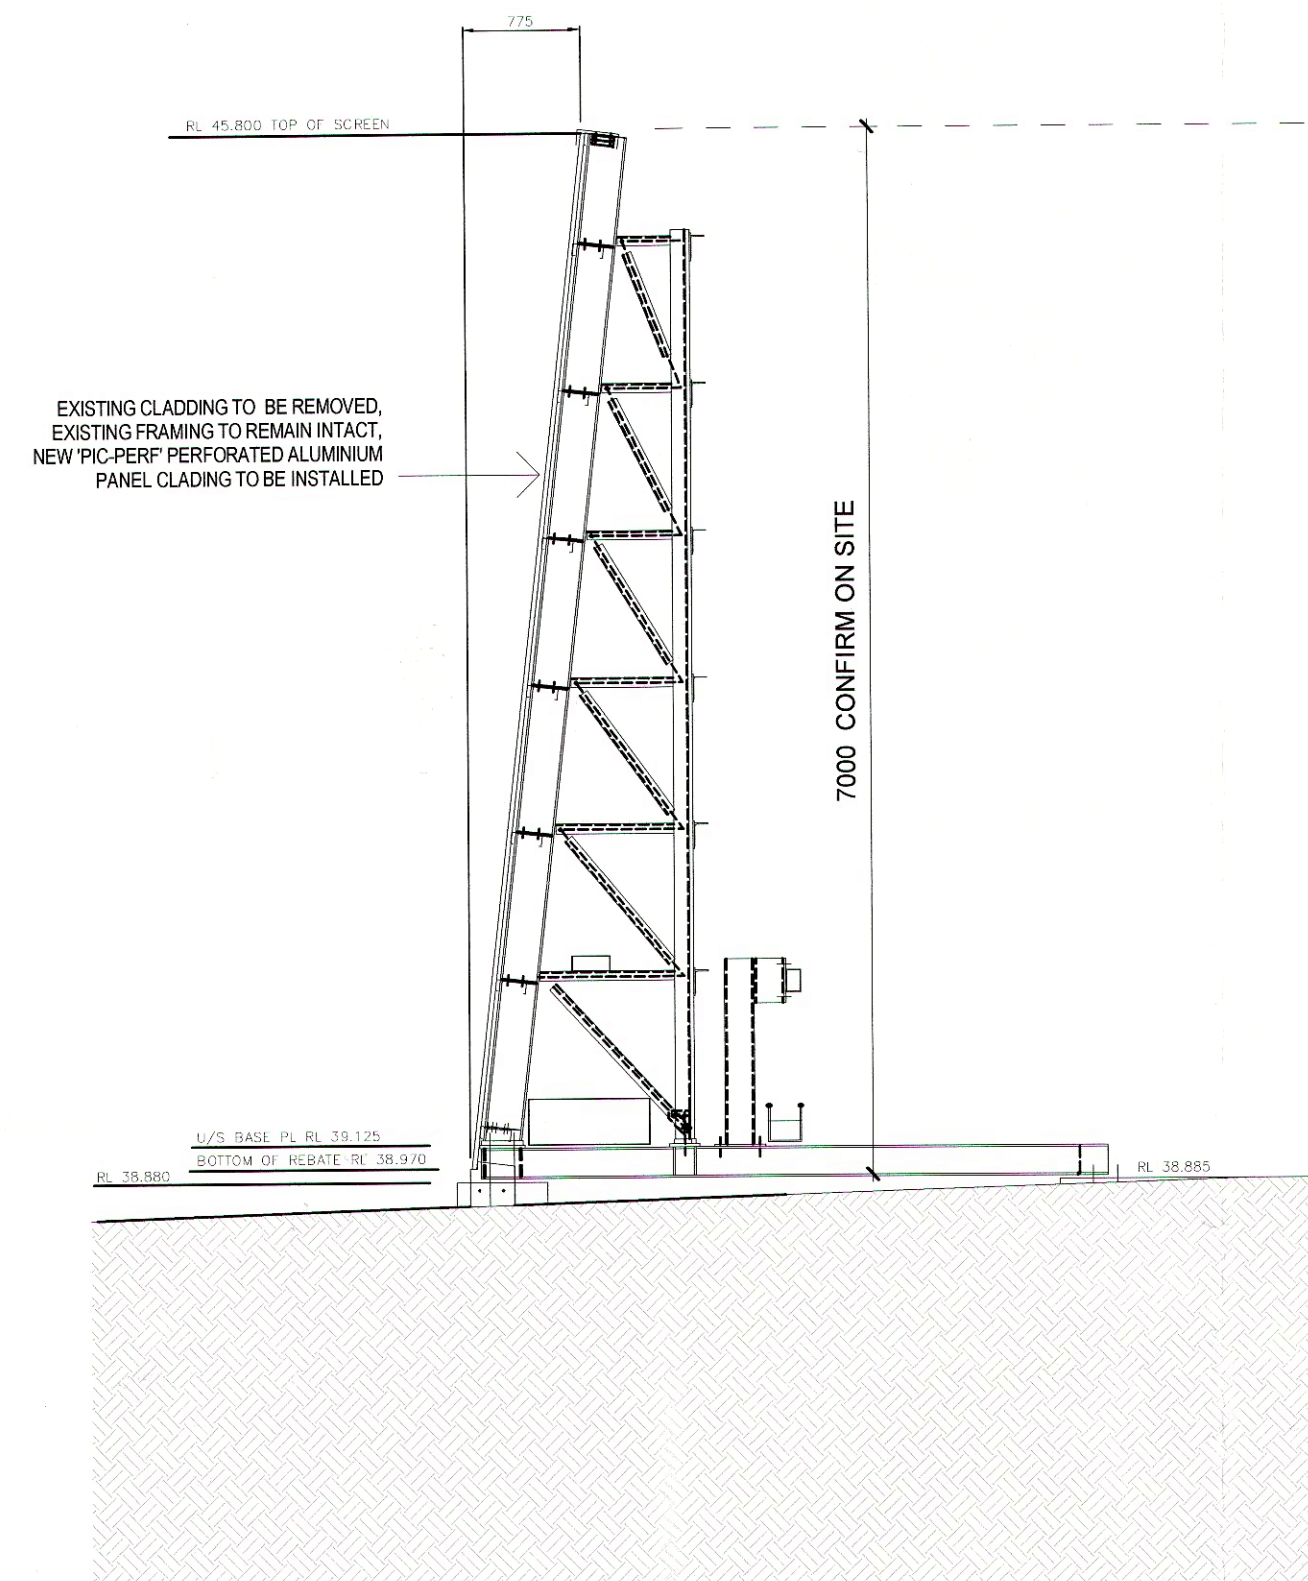 775
RL 45.800 TOP OF SCREEN
EXISTING CLADDING TO BE REMOVED,
EXISTING FRAMING TO REMAIN INTACT,
NEW 'PIC-PERF' PERFORATED ALUMINIUM
PANEL CLADING TO BE INSTALLED
7000 CONFIRM ON SITE
U/S BASE PL RL 39.125
BOTTOM OF REBATE RL 38.970
RL 38.880
RL 38.885